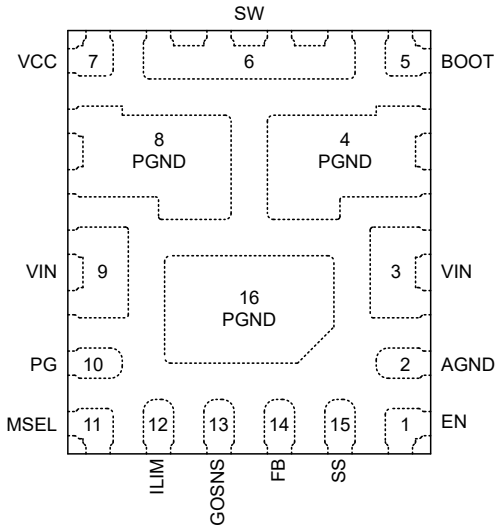 SW
VCC 7 6 5 BOOT
8
PGND
4
PGND
VIN 9 3 VIN
16
PGND
PG 10 2 AGND
MSEL 11 12 13 14 15 1 EN
ILIM GOSNS FB SS